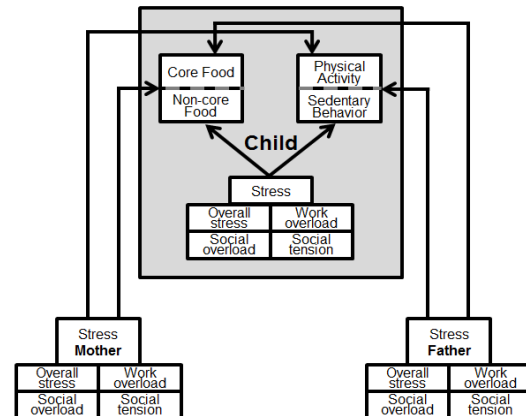 Core Food
Non-core
Food
Physical
Activity
Sedentary
Behavior
Child
Stress
Overall
stress
Work
overload
Social
overload
Social
tension
Stress
Mother
Overall
stress
Work
overload
Social
overload
Social
tension
Stress
Father
Overall
stress
Work
overload
Social
overload
Social
tension